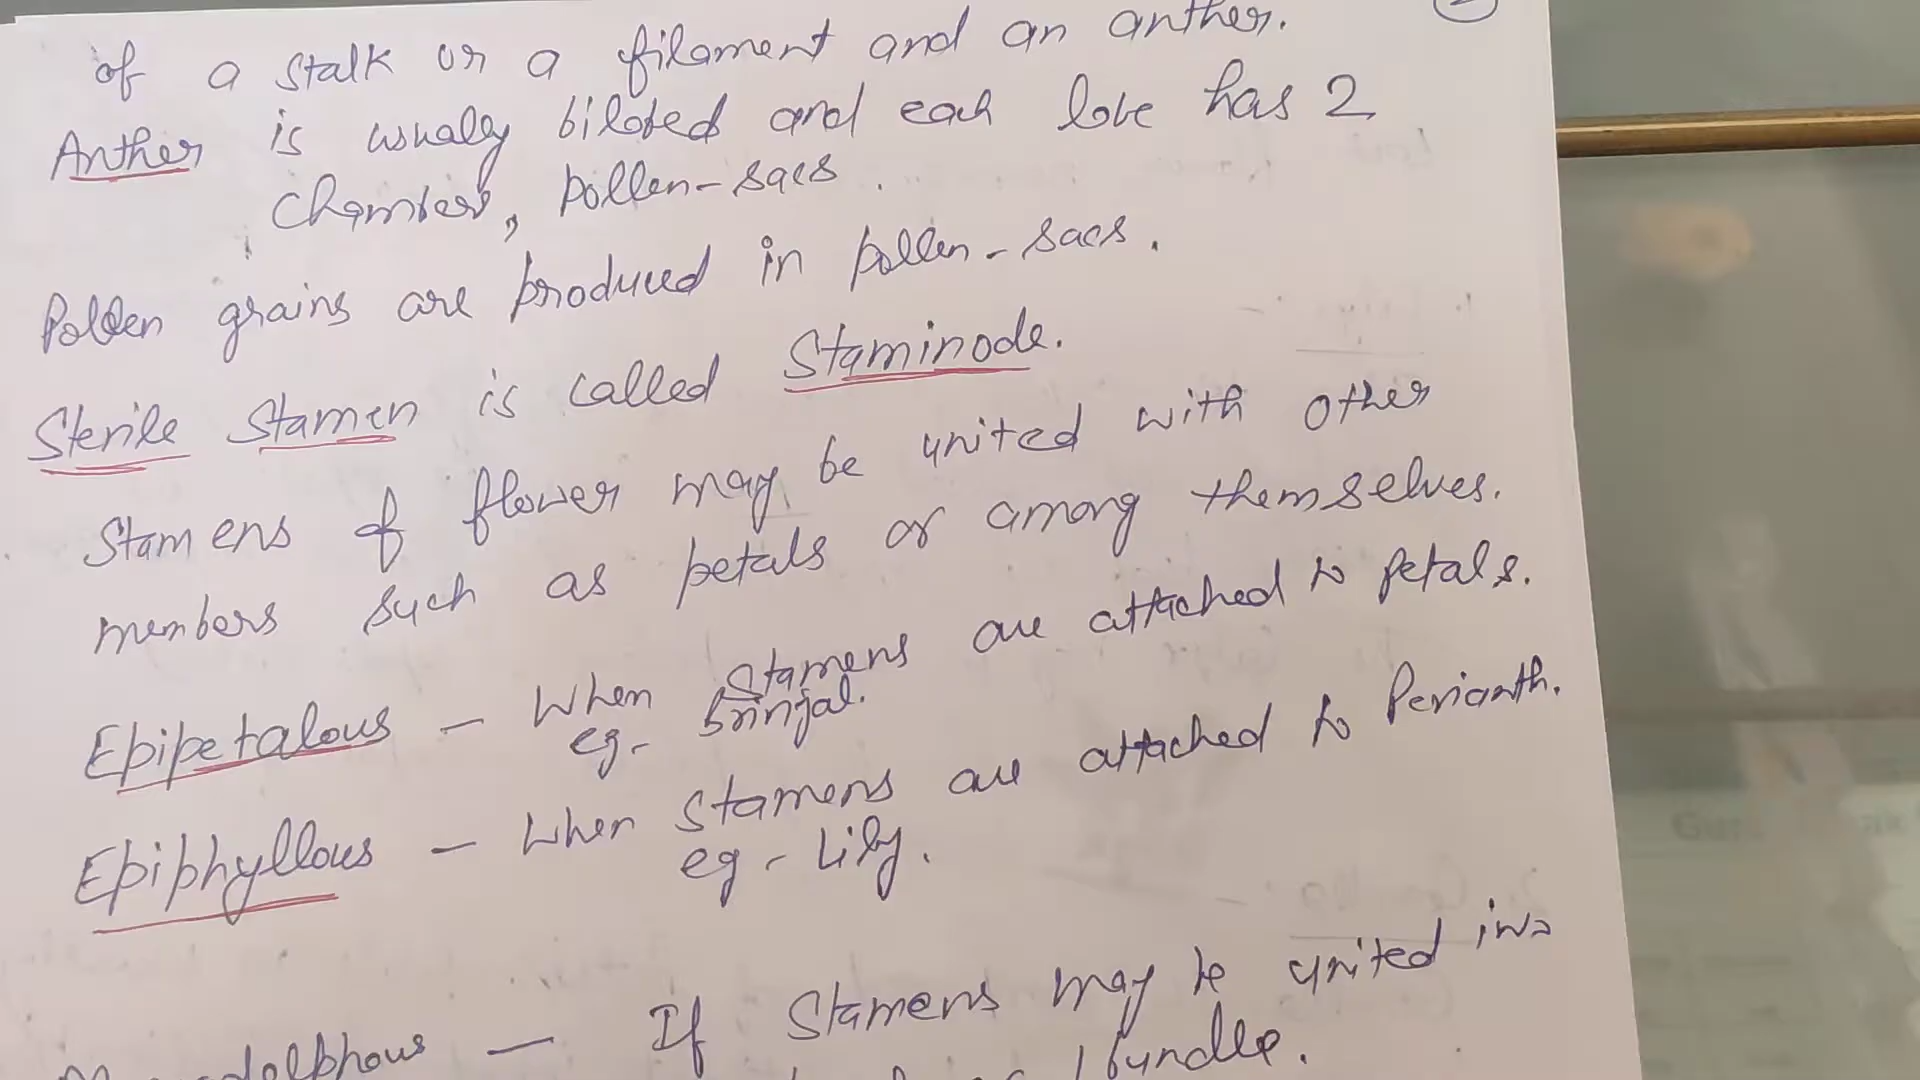 of a stalk or a filament and an anther.
Anther is usually bilobed and each lobe has 2
chambers, pollen-sacs.
Pollen grains are produced in pollen-sacs.
Sterile Stamen is called Staminode.
Stamens of flower may be united with other
members such as petals or among themselves.
Epipetalous - When Stamens are attached to petals.
eg- brinjal.
Epiphyllous - When Stamens are attached to Perianth.
eg - Lily.
If Stamens may be united into
1 bundle.